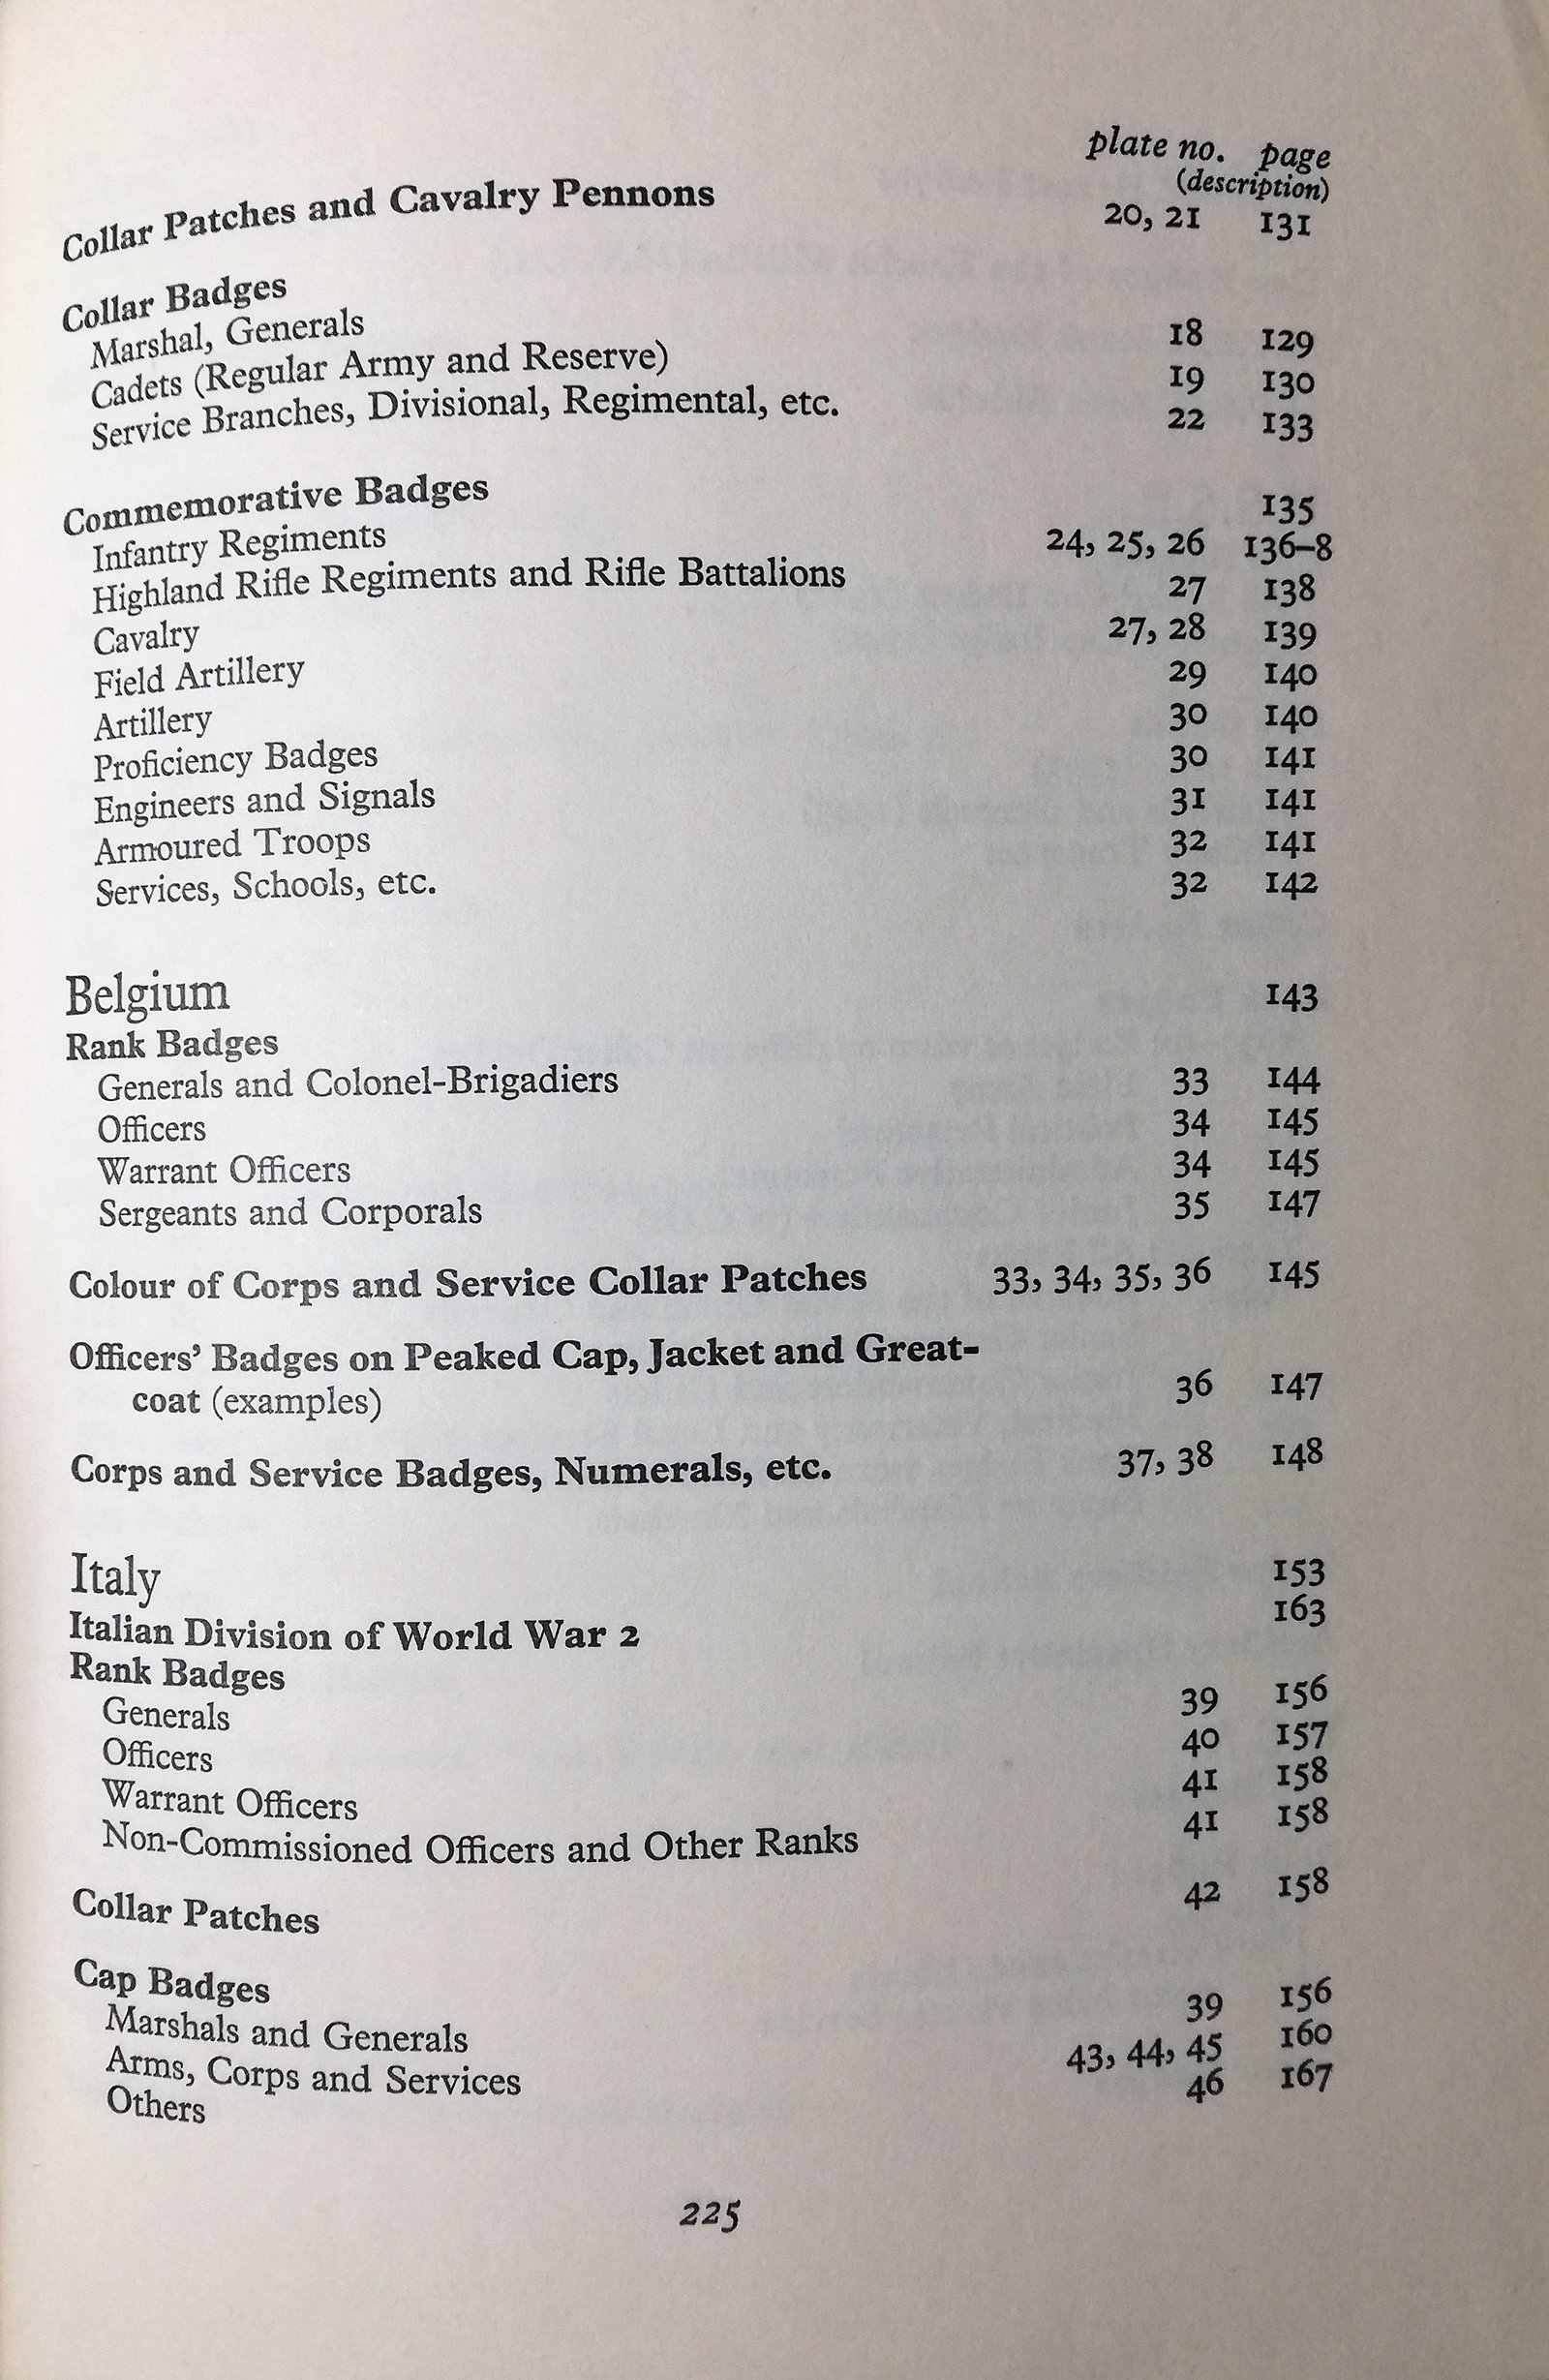 plate no. page
(description)
Collar Patches and Cavalry Pennons 20, 21 131
Collar Badges
Marshal, Generals 18 129
Cadets (Regular Army and Reserve) 19 130
Service Branches, Divisional, Regimental, etc. 22 133
Commemorative Badges 135
Infantry Regiments 24, 25, 26 136–8
Highland Rifle Regiments and Rifle Battalions 27 138
Cavalry 27, 28 139
Field Artillery 29 140
Artillery 30 140
Proficiency Badges 30 141
Engineers and Signals 31 141
Armoured Troops 32 141
Services, Schools, etc. 32 142
Belgium 143
Rank Badges
Generals and Colonel-Brigadiers 33 144
Officers 34 145
Warrant Officers 34 145
Sergeants and Corporals 35 147
Colour of Corps and Service Collar Patches 33, 34, 35, 36 145
Officers' Badges on Peaked Cap, Jacket and Great-
coat (examples) 36 147
Corps and Service Badges, Numerals, etc. 37, 38 148
Italy 153
Italian Division of World War 2 163
Rank Badges
Generals 39 156
Officers 40 157
Warrant Officers 41 158
Non-Commissioned Officers and Other Ranks 41 158
Collar Patches 42 158
Cap Badges
Marshals and Generals 39 156
Arms, Corps and Services 43, 44, 45 160
Others 46 167
225